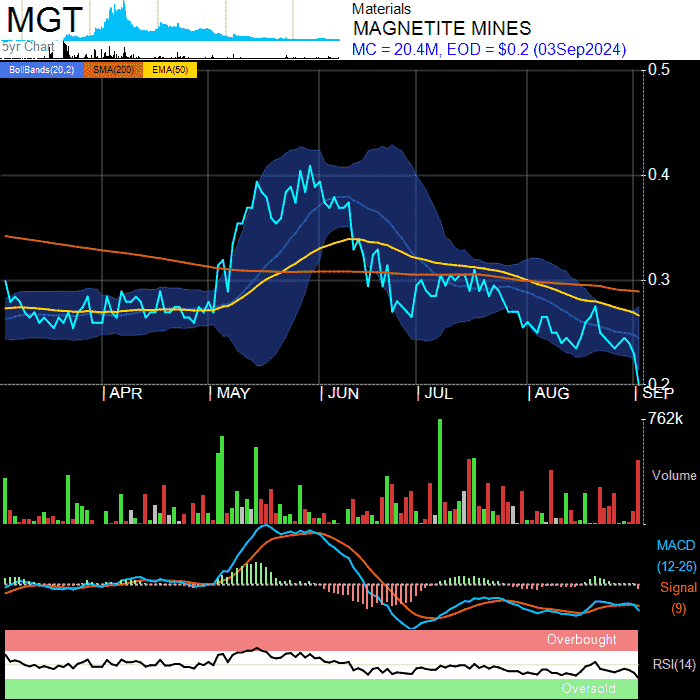 MGT
5yr Chart
Materials
MAGNETITE MINES
MC = 20.4M, EOD = $0.2 (03Sep2024)
BollBands(20,2) SMA(200) EMA(50)
0.5
0.4
0.3
0.2
APR MAY JUN JUL AUG SEP
762k
Volume
MACD
(12-26)
Signal
(9)
Overbought
RSI(14)
Oversold